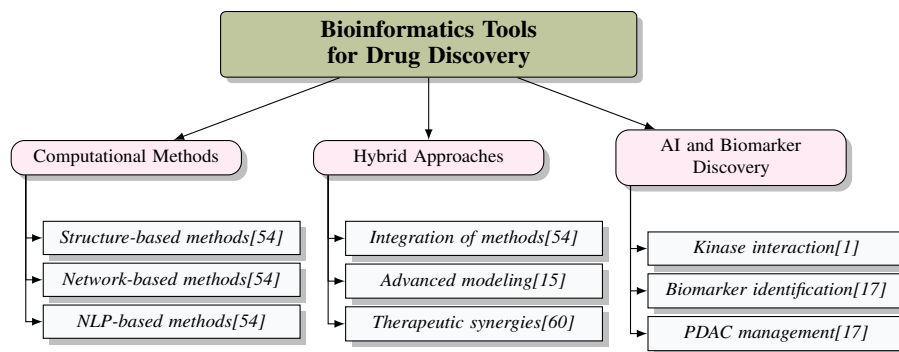 Bioinformatics Tools
for Drug Discovery
Computational Methods
Structure-based methods[54]
Network-based methods[54]
NLP-based methods[54]
Hybrid Approaches
Integration of methods[54]
Advanced modeling[15]
Therapeutic synergies[60]
AI and Biomarker
Discovery
Kinase interaction[1]
Biomarker identification[17]
PDAC management[17]